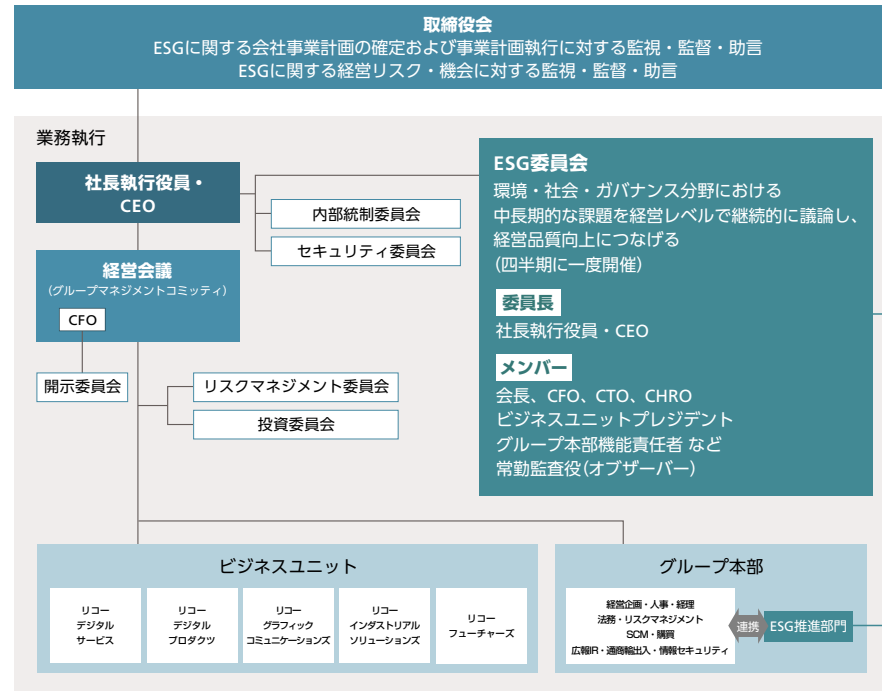 取締役会
ESGに関する会社事業計画の確定および事業計画執行に対する監視・監督・助言
ESGに関する経営リスク・機会に対する監視・監督・助言
業務執行
社長執行役員・
CEO
内部統制委員会
セキュリティ委員会
経営会議
(グループマネジメントコミッティ)
CFO
開示委員会
リスクマネジメント委員会
投資委員会
ESG委員会
環境・社会・ガバナンス分野における
中長期的な課題を経営レベルで継続的に議論し、
経営品質向上につなげる
(四半期に一度開催)
委員長
社長執行役員・CEO
メンバー
会長、CFO、CTO、CHRO
ビジネスユニットプレジデント
グループ本部機能責任者 など
常勤監査役(オブザーバー)
ビジネスユニット
リコー
デジタル
サービス
リコー
デジタル
プロダクツ
リコー
グラフィック
コミュニケーションズ
リコー
インダストリアル
ソリューションズ
リコー
フューチャーズ
グループ本部
経営企画・人事・経理
法務・リスクマネジメント
SCM・購買
広報IR・通商輸出入・情報セキュリティ
連携
ESG推進部門